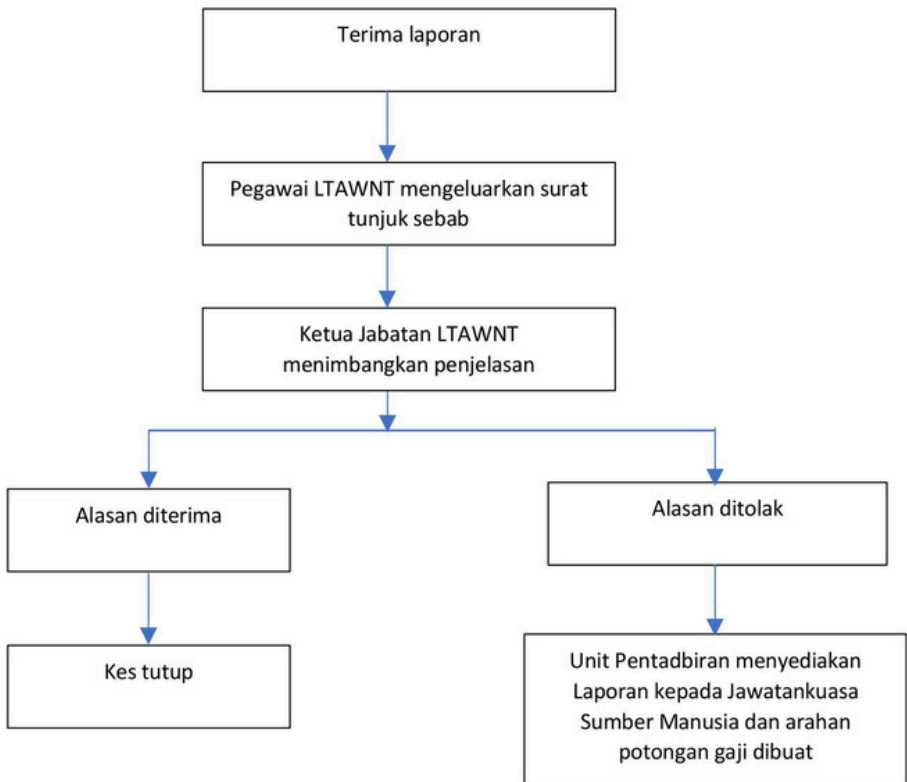 Terima laporan
Pegawai LTAWNT mengeluarkan surat
tunjuk sebab
Ketua Jabatan LTAWNT
menimbangkan penjelasan
Alasan diterima
Alasan ditolak
Kes tutup
Unit Pentadbiran menyediakan
Laporan kepada Jawatankuasa
Sumber Manusia dan arahan
potongan gaji dibuat